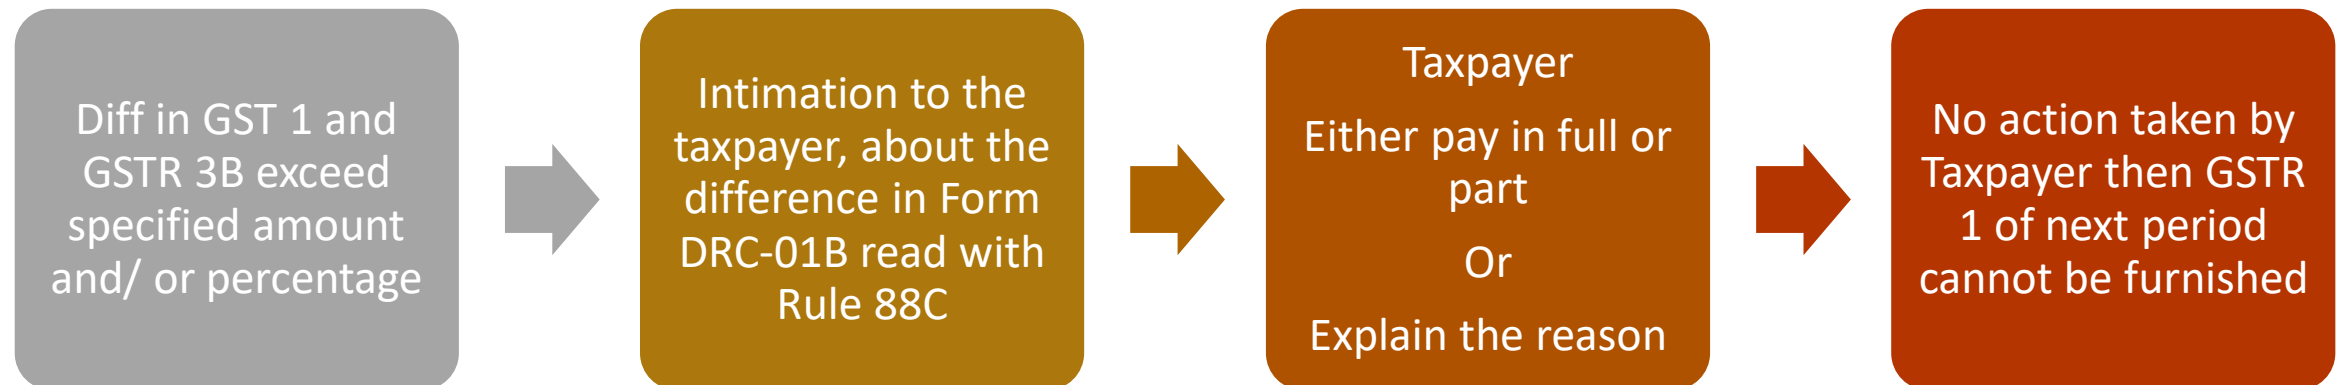 Diff in GST 1 and
GSTR 3B exceed
specified amount
and/ or percentage
Intimation to the
taxpayer, about the
difference in Form
DRC-01B read with
Rule 88C
Taxpayer
Either pay in full or
part
Or
Explain the reason
No action taken by
Taxpayer then GSTR
1 of next period
cannot be furnished